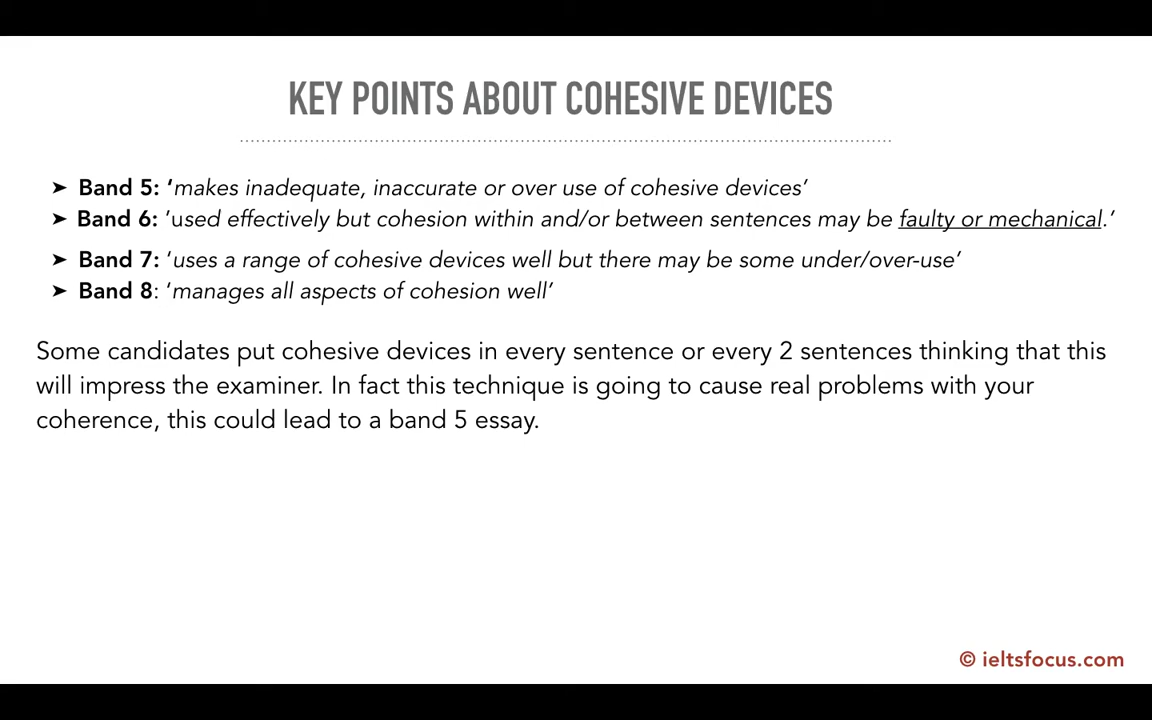 KEY POINTS ABOUT COHESIVE DEVICES
➤ Band 5: ‘makes inadequate, inaccurate or over use of cohesive devices’
➤ Band 6: ’used effectively but cohesion within and/or between sentences may be faulty or mechanical.’
➤ Band 7: ‘uses a range of cohesive devices well but there may be some under/over-use’
➤ Band 8: ‘manages all aspects of cohesion well’
Some candidates put cohesive devices in every sentence or every 2 sentences thinking that this
will impress the examiner. In fact this technique is going to cause real problems with your
coherence, this could lead to a band 5 essay.
© ieltsfocus.com